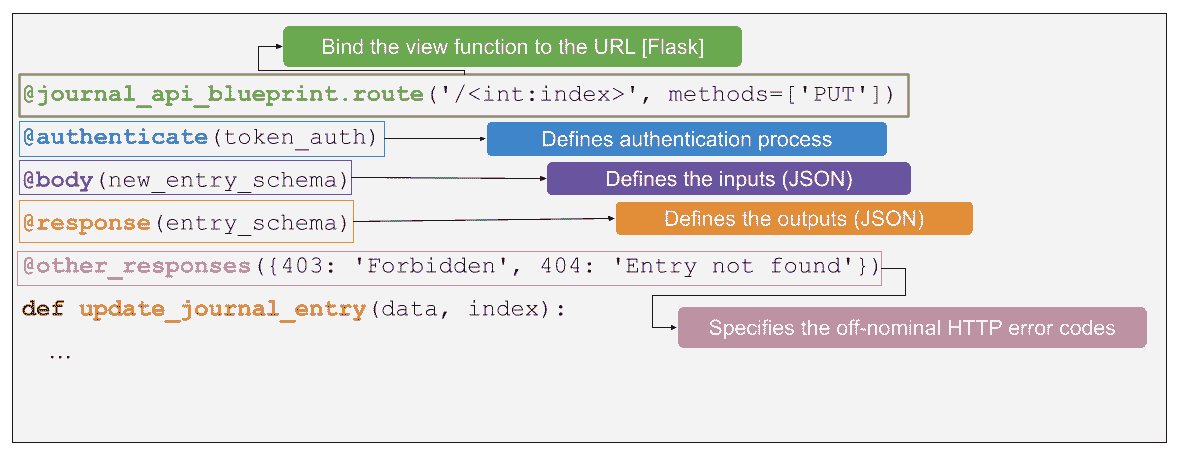 Bind the view function to the URL [Flask]
@journal_api_blueprint.route('/<int:index>', methods=['PUT'])
@authenticate(token_auth)
Defines authentication process
@body(new_entry_schema)
Defines the inputs (JSON)
@response(entry_schema)
Defines the outputs (JSON)
@other_responses({403: 'Forbidden', 404: 'Entry not found'})
def update_journal_entry(data, index):
Specifies the off-nominal HTTP error codes
...